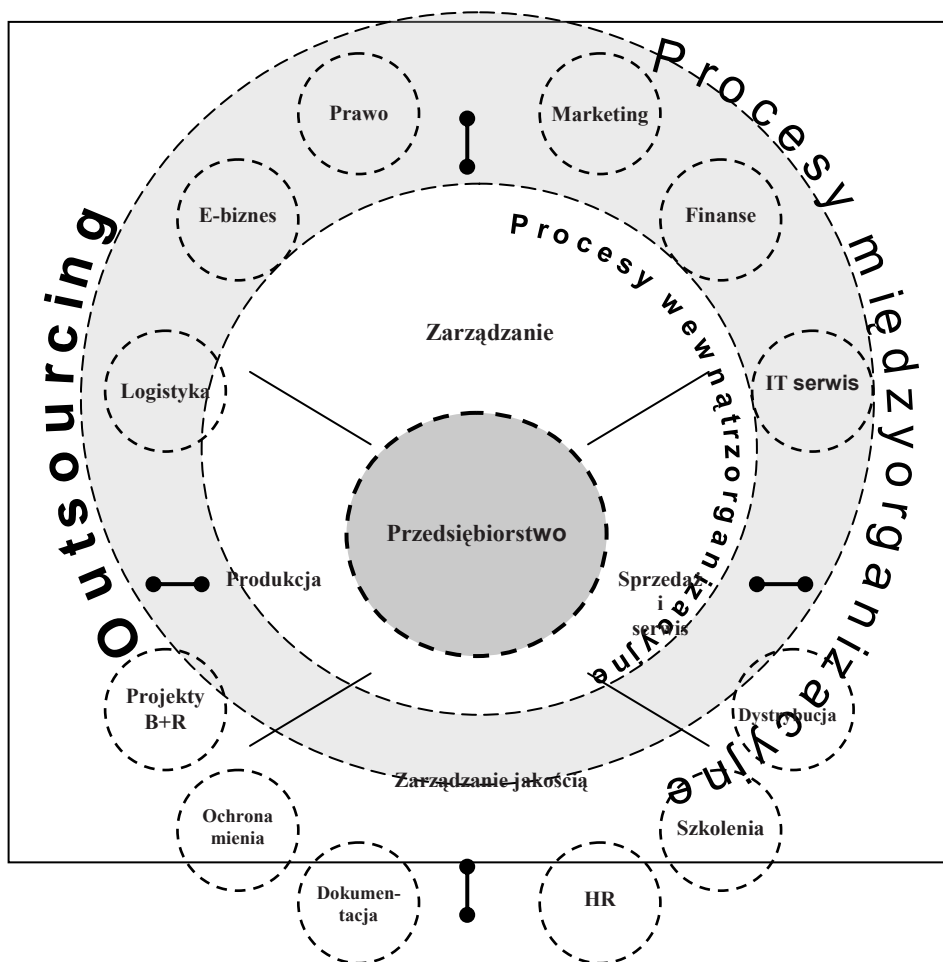 Procesy międzyorganizacyjne
Prawo
Marketing
E-biznes
Finanse
Outsourcing
Procesy wewnątrzorganizacyjne
Zarządzanie
Logistyka
IT serwis
Przedsiębiorstwo
Produkcja
Sprzedaż
i
serwis
Projekty
B+R
Dystrybucja
Zarządzanie jakością
Ochrona
mienia
Szkolenia
Dokumen-
tacja
HR